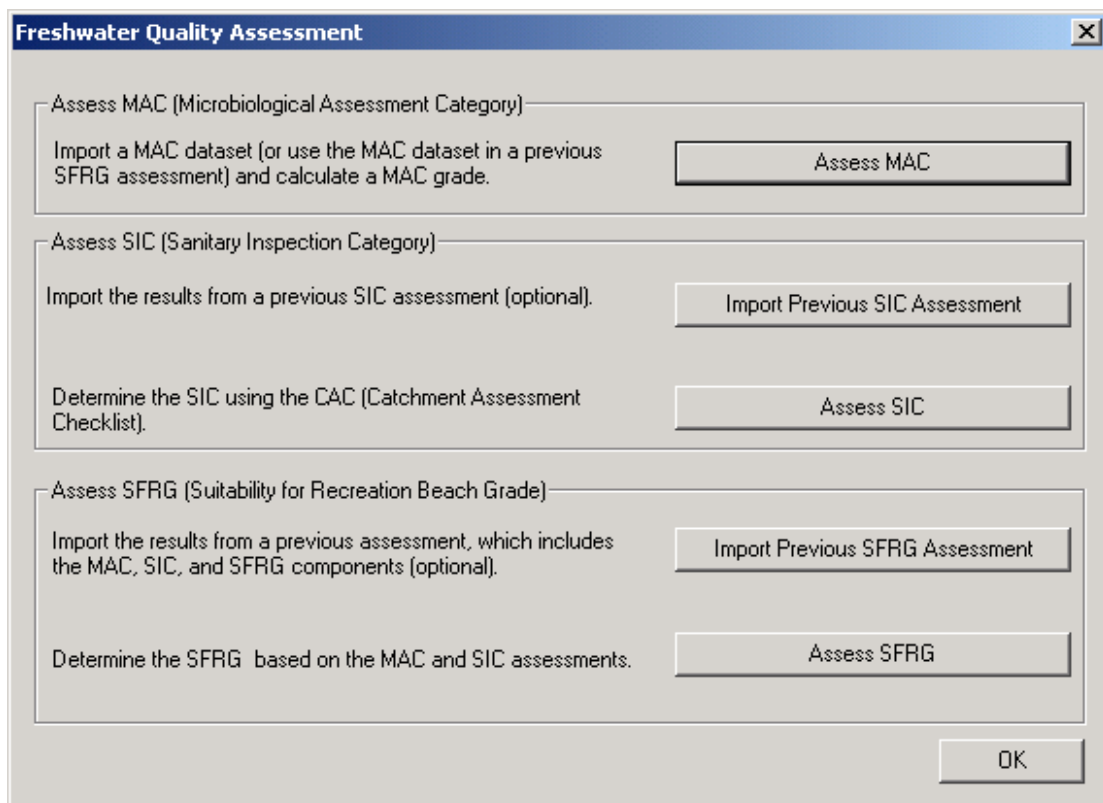 Freshwater Quality Assessment
Assess MAC (Microbiological Assessment Category)
Import a MAC dataset (or use the MAC dataset in a previous
SFRG assessment) and calculate a MAC grade.
Assess MAC
Assess SIC (Sanitary Inspection Category)
Import the results from a previous SIC assessment (optional).
Import Previous SIC Assessment
Determine the SIC using the CAC (Catchment Assessment
Checklist).
Assess SIC
Assess SFRG (Suitability for Recreation Beach Grade)
Import the results from a previous assessment, which includes
the MAC, SIC, and SFRG components (optional).
Import Previous SFRG Assessment
Determine the SFRG  based on the MAC and SIC assessments.
Assess SFRG
OK